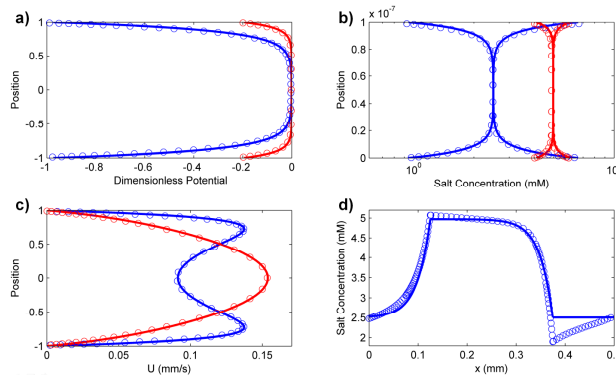 a)
1
0.5
0
-0.5
-1
Position
-1 -0.8 -0.6 -0.4 -0.2 0
Dimensionless Potential
b)
x 10^-7
1
0.8
0.6
0.4
0.2
0
Position
10^0
Salt Concentration (mM)
c)
1
0.5
0
-0.5
-1
Position
0 0.05 0.1 0.15
U (mm/s)
d)
5
4.5
4
3.5
3
2.5
2
Salt Concentration (mM)
0 0.1 0.2 0.3 0.4
x (mm)